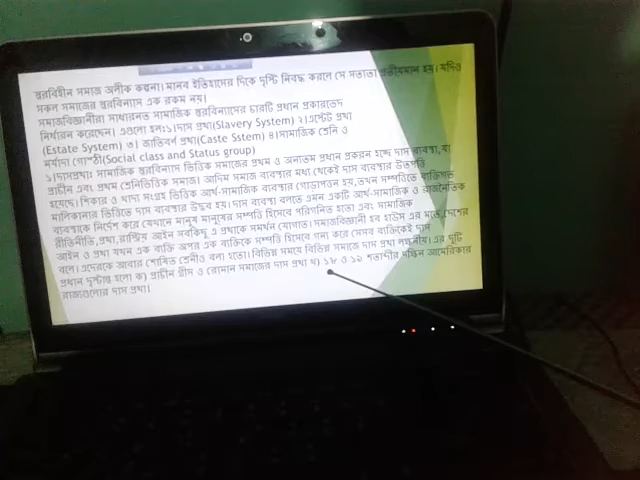 স্তরবিহীন সমাজ অলীক কল্পনা। মানব ইতিহাসের দিকে দৃস্টি নিবদ্ধ করলে সে সত্যতা প্রতীয়মান হয়। যদিও
সকল সমাজের স্তরবিন্যাস এক রকম নয়।
সমাজবিজ্ঞানীরা সাধারনত সামাজিক স্তরবিন্যাসের চারটি প্রধান প্রকারভেদ
নির্ধারন করেছেন। এগুলো হলঃ১।দাস প্রথা(Slavery System) ২।এস্টেট প্রথা
(Estate System) ৩। জাতিবর্ণ প্রথা(Caste Sstem) ৪।সামাজিক শ্রেনি ও
মর্যাদা গোষ্ঠী(Social class and Status group)
১।দাসপ্রথাঃ সামাজিক স্তরবিন্যাস ভিত্তিক সমাজের প্রথম ও অন্যতম প্রধান প্রকরন হচ্ছে দাস ব্যবস্থা,যা
প্রাচীন এবং প্রথম শ্রেনিভিত্তিক সমাজ। আদিম সমাজ ব্যবস্থার মধ্য থেকেই দাস ব্যবস্থার উতপত্তি
হয়েছে। শিকার ও খাদ্য সংগ্রহ ভিত্তিক আর্থ-সামাজিক ব্যবস্থার গোড়াপত্তন হয়,তখন সম্পত্তিতে ব্যক্তিগত
মালিকানার ভিত্তিতে দাস ব্যবস্থার উদ্ভব হয়। দাস ব্যবস্থা বলতে এমন একটি আর্থ-সামাজিক ও রাজনৈতিক
ব্যবস্থাকে নির্দেশ করে যেখানে মানুষ মানুষের সম্পত্তি হিসেবে পরিগনিত হতো এবং সামাজিক
রীতিনীতি,প্রথা,রাষ্ট্রিয় আইন সবকিছু এ প্রথাকে সমর্থন যোগাত। সমাজবিজ্ঞানী হব হাউস এর মতে,দেশের
আইন ও প্রথা যখন এক ব্যক্তি অপর এক ব্যক্তিকে সম্পত্তি হিসেবে গন্য করে সেসব ব্যক্তিকেই দাস
বলে। এদেরকে আবার শোষিত শ্রেনীও বলা হতো। বিভিন্ন সময়ে বিভিন্ন সমাজে দাস প্রথা লক্ষনীয়। এর দুটি
প্রধান দৃস্টান্ত হলো ক) প্রাচীন গ্রীস ও রোমান সমাজের দাস প্রথা খ) ১৮ ও ১৯ শতাব্দীর দক্ষিন আমেরিকার
রাজ্যগুলোর দাস প্রথা।